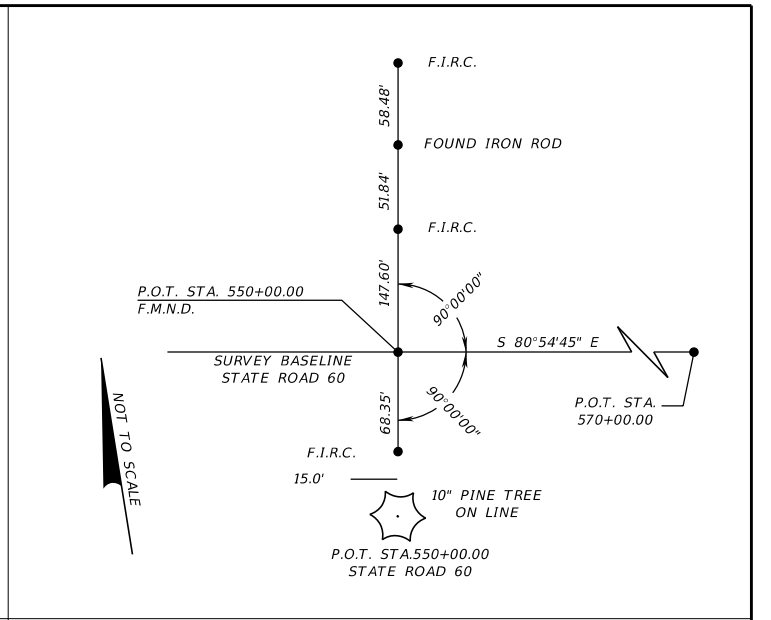 F.I.R.C.
58.48'
FOUND IRON ROD
51.84'
F.I.R.C.
147.60'
90°00'00"
P.O.T. STA. 550+00.00
F.M.N.D.
S 80°54'45" E
SURVEY BASELINE
STATE ROAD 60
NOT TO SCALE
68.35'
90°00'00"
P.O.T. STA.
570+00.00
F.I.R.C.
15.0'
10" PINE TREE
ON LINE
P.O.T. STA.550+00.00
STATE ROAD 60